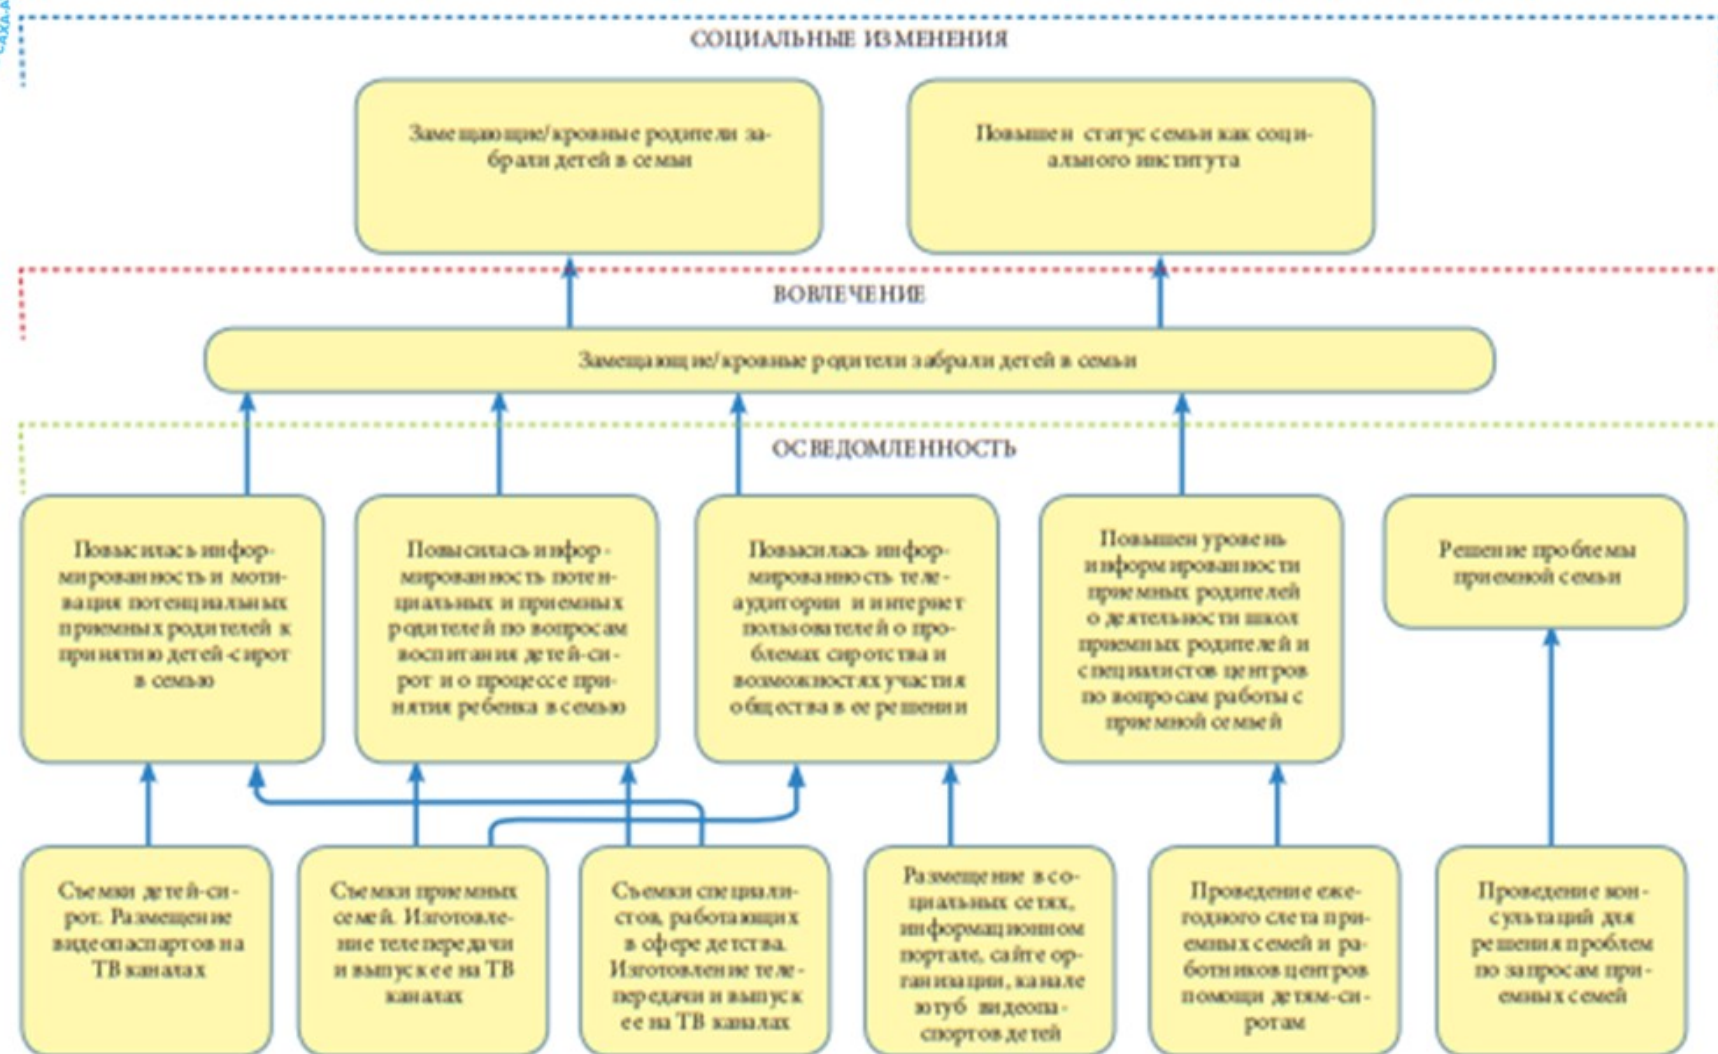 САХА-А
СОЦИАЛЬНЫЕ ИЗМЕНЕНИЯ
Замещающие/кровные родители за-
брали детей в семьи
Повышен статус семьи как соци-
ального института
ВОВЛЕЧЕНИЕ
Замещающие/кровные родители забрали детей в семьи
ОСВЕДОМЛЕННОСТЬ
Повысилась инфор-
мированность и моти-
вация потенциальных
приемных родителей к
принятию детей-сирот
в семью
Повысилась инфор-
мированность потен-
циальных и приемных
родителей по вопросам
воспитания детей-си-
рот и о процессе при-
нятия ребенка в семью
Повысилась инфор-
мированность теле-
аудитории и интернет
пользователей о про-
блемах сиротства и
возможностях участия
общества в ее решении
Повышен уровень
информированности
приемных родителей
о деятельности школ
приемных родителей и
специалистов центров
по вопросам работы с
приемной семьей
Решение проблемы
приемной семьи
Съемки детей-си-
рот. Размещение
видеопаспартов на
ТВ каналах
Съемки приемных
семей. Изготовле-
ние телепередачи
и выпуск ее на ТВ
каналах
Съемки специали-
стов, работающих
в сфере детства.
Изготовление теле-
передачи и выпуск
ее на ТВ каналах
Размещение в со-
циальных сетях,
информационном
портале, сайте ор-
ганизации, канале
ютуб видеопа-
спортов детей
Проведение еже-
годного слета при-
емных семей и ра-
ботников центров
помощи детям-си-
ротам
Проведение кон-
сультаций для
решения проблем
по запросам при-
емных семей